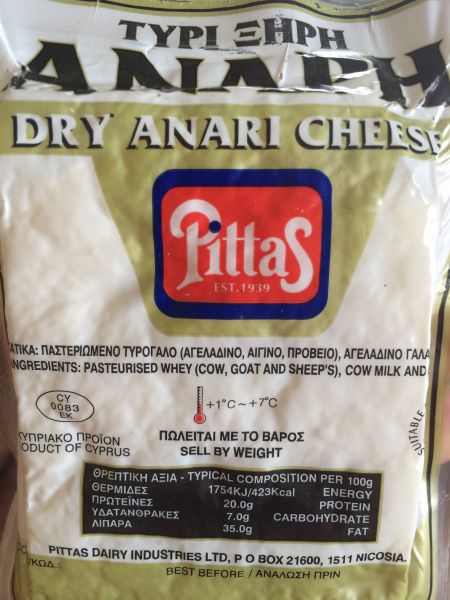 ΤΥΡΙ ΞΗΡΗ
ΑΝΑΡΗ
DRY ANARI CHEESE
Pittas
EST.1939
ΑΤΙΚΑ: ΠΑΣΤΕΡΙΩΜΕΝΟ ΤΥΡΟΓΑΛΟ (ΑΓΕΛΑΔΙΝΟ, ΑΙΓΙΝΟ, ΠΡΟΒΕΙΟ), ΑΓΕΛΑΔΙΝΟ ΓΑΛΑ
NGREDIENTS: PASTEURISED WHEY (COW, GOAT AND SHEEP'S), COW MILK AND
CY
0083
EK
+1°C ~ +7°C
SUITABLE
ΚΥΠΡΙΑΚΟ ΠΡΟΪΟΝ
ODUCT OF CYPRUS
ΠΩΛΕΙΤΑΙ ΜΕ ΤΟ ΒΑΡΟΣ
SELL BY WEIGHT
ΘΡΕΠΤΙΚΗ ΑΞΙΑ - TYPICAL COMPOSITION PER 100g
ΘΕΡΜΙΔΕΣ 1754KJ/423Kcal ENERGY
ΠΡΩΤΕΪΝΕΣ 20.0g PROTEIN
ΥΔΑΤΑΝΘΡΑΚΕΣ 7.0g CARBOHYDRATE
ΛΙΠΑΡΑ 35.0g FAT
PITTAS DAIRY INDUSTRIES LTD, P O BOX 21600, 1511 NICOSIA.
/ΚΩΔ.:
BEST BEFORE / ΑΝΑΛΩΣΗ ΠΡΙΝ